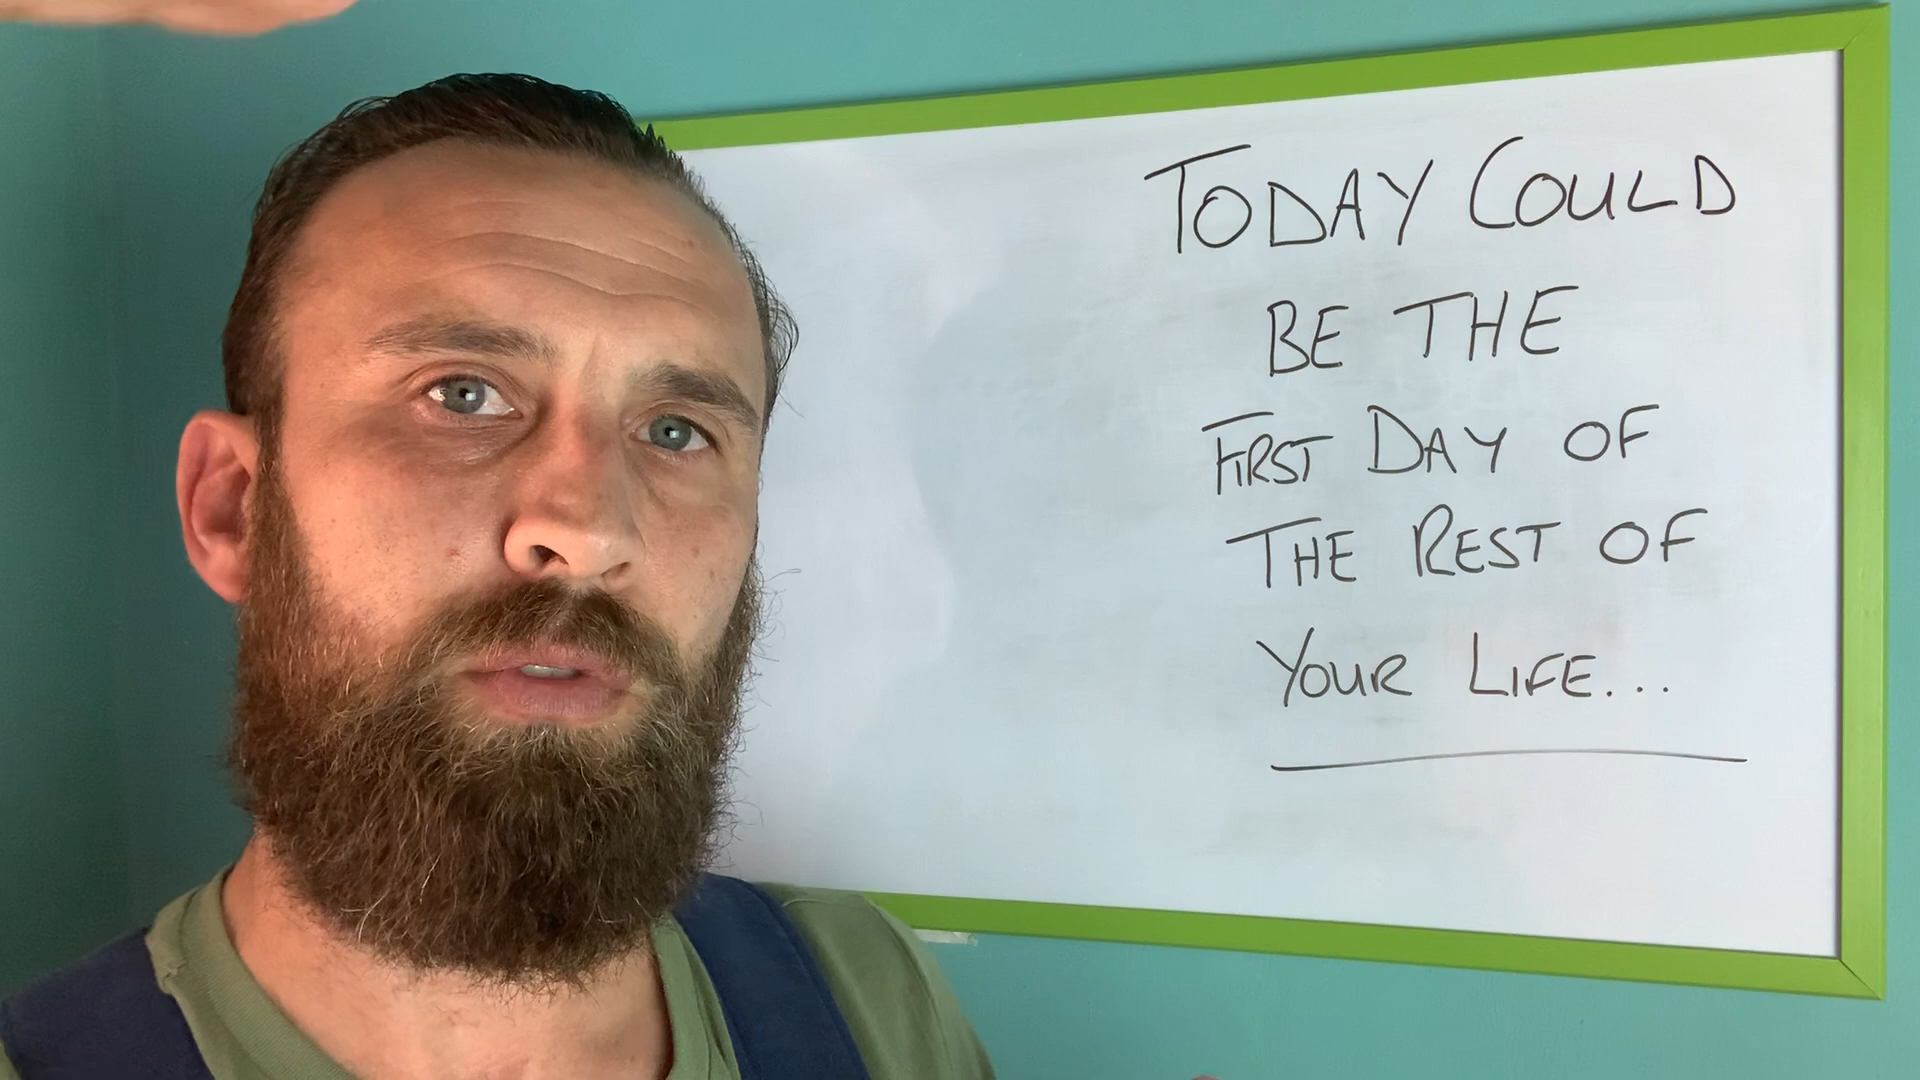 TODAY COULD
BE THE
FIRST DAY OF
THE REST OF
YOUR LIFE...